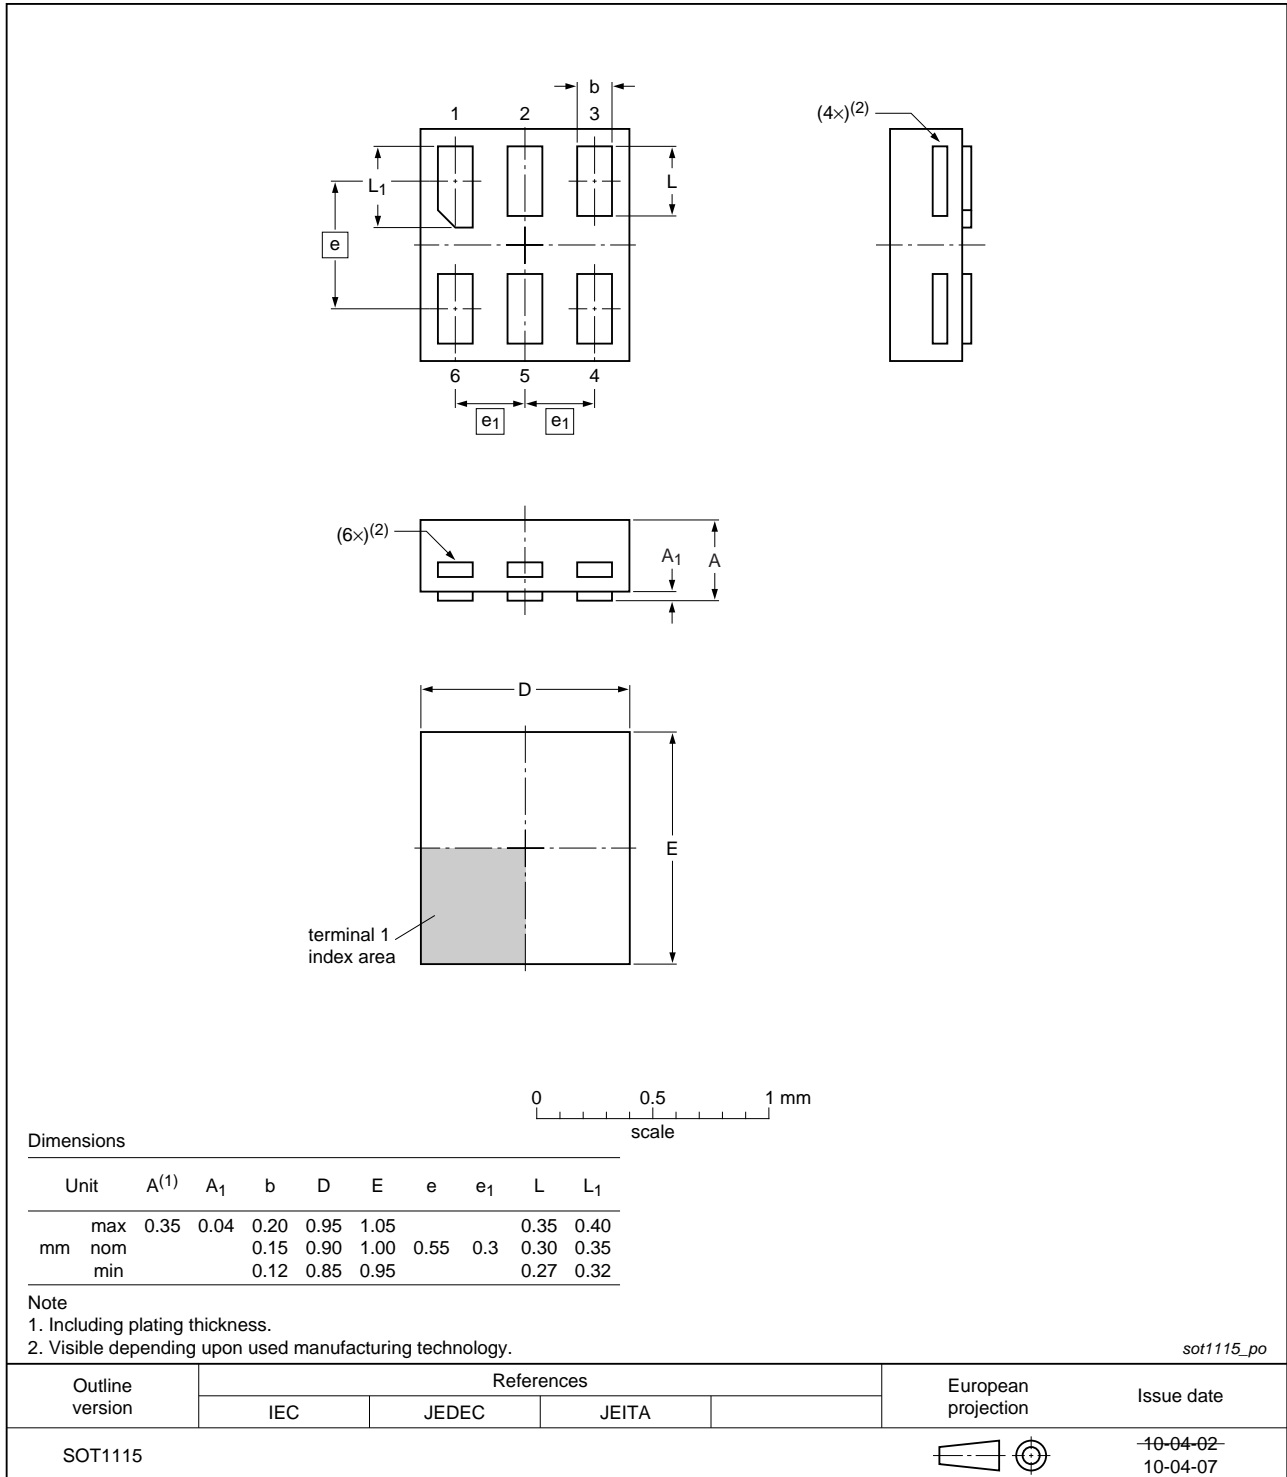 b
1 2 3
(4×)(2)
L1
L
e
6 5 4
e1 e1
(6×)(2)
A1 A
D
E
terminal 1
index area
0 0.5 1 mm
scale
Dimensions
Unit A(1) A1 b D E e e1 L L1
max 0.35 0.04 0.20 0.95 1.05 0.35 0.40
mm nom 0.15 0.90 1.00 0.55 0.3 0.30 0.35
min 0.12 0.85 0.95 0.27 0.32
Note
1. Including plating thickness.
2. Visible depending upon used manufacturing technology.
sot1115_po
Outline
version
References
IEC JEDEC JEITA
European
projection
Issue date
SOT1115
10-04-02
10-04-07